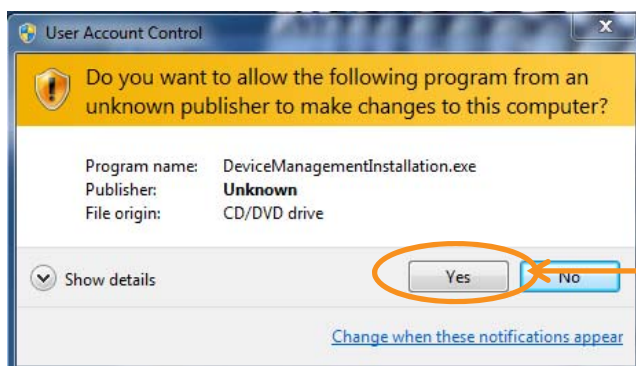 User Account Control
x
Do you want to allow the following program from an
unknown publisher to make changes to this computer?
Program name: DeviceManagementInstallation.exe
Publisher: Unknown
File origin: CD/DVD drive
Show details
Yes No
Change when these notifications appear